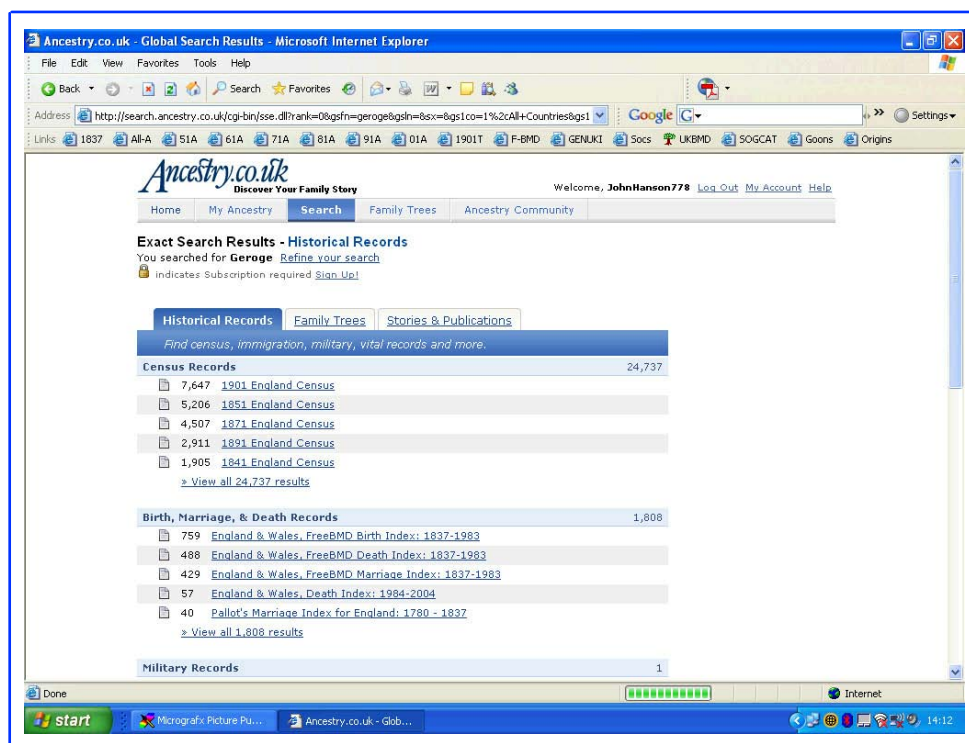 Ancestry.co.uk - Global Search Results - Microsoft Internet Explorer
File Edit View Favorites Tools Help
Back Search Favorites
Address http://search.ancestry.co.uk/cgi-bin/sse.dll?rank=0&gsfn=geroge&gsln=&sx=&gs1co=1%2cAll+Countries&gs1 Google G Settings
Links 1837 All-A 51A 61A 71A 81A 91A 01A 1901T F-BMD GENUKI Socs UKBMD SOGCAT Goons Origins
Ancestry.co.uk
Discover Your Family Story
Welcome, JohnHanson778 Log Out My Account Help
Home My Ancestry Search Family Trees Ancestry Community
Exact Search Results - Historical Records
You searched for Geroge Refine your search
indicates Subscription required Sign Up!
Historical Records Family Trees Stories & Publications
Find census, immigration, military, vital records and more.
Census Records 24,737
7,647 1901 England Census
5,206 1851 England Census
4,507 1871 England Census
2,911 1891 England Census
1,905 1841 England Census
» View all 24,737 results
Birth, Marriage, & Death Records 1,808
759 England & Wales, FreeBMD Birth Index: 1837-1983
488 England & Wales, FreeBMD Death Index: 1837-1983
429 England & Wales, FreeBMD Marriage Index: 1837-1983
57 England & Wales, Death Index: 1984-2004
40 Pallot's Marriage Index for England: 1780 - 1837
» View all 1,808 results
Military Records 1
Done Internet
start Micrografx Picture Pu... Ancestry.co.uk - Glob... 14:12